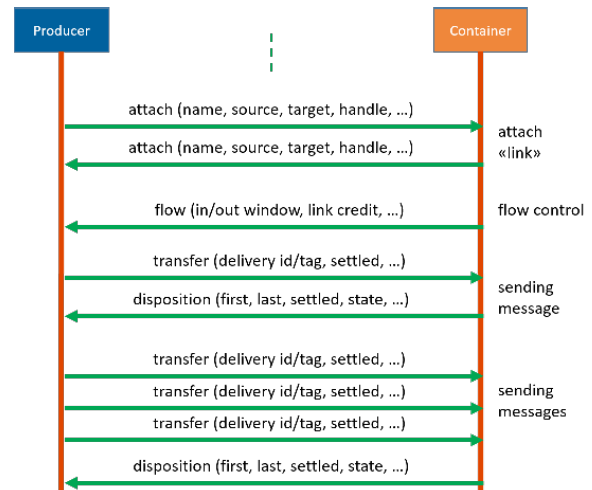 Producer
Container
attach (name, source, target, handle, ...)
attach (name, source, target, handle, ...)
attach
«link»
flow (in/out window, link credit, ...)
flow control
transfer (delivery id/tag, settled, ...)
disposition (first, last, settled, state, ...)
sending
message
transfer (delivery id/tag, settled, ...)
transfer (delivery id/tag, settled, ...)
transfer (delivery id/tag, settled, ...)
sending
messages
disposition (first, last, settled, state, ...)